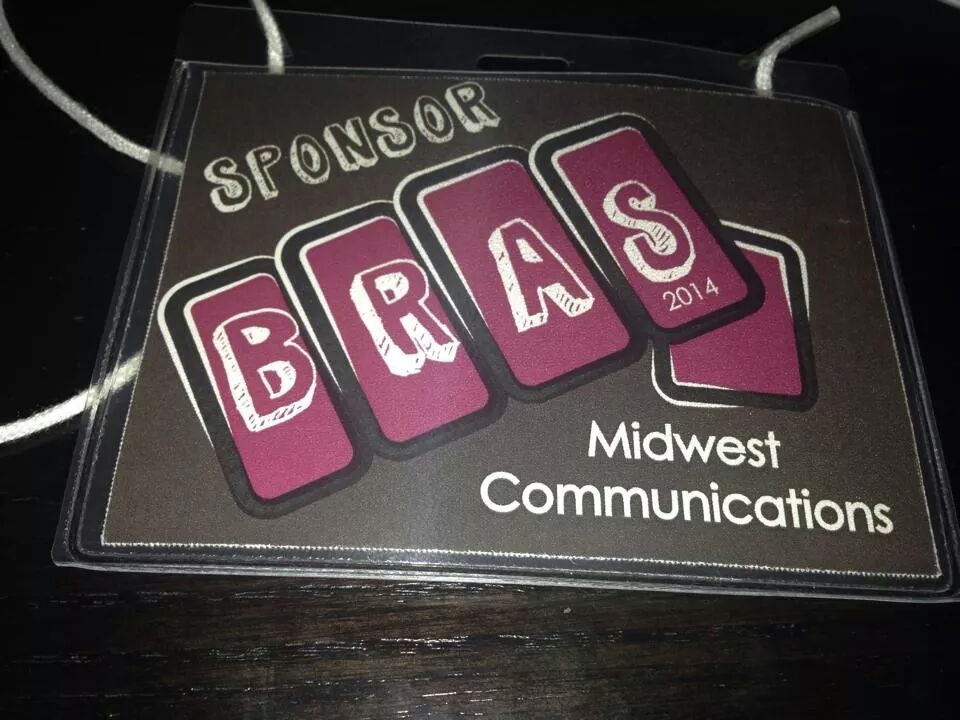 SPONSOR
BRAS
2014
Midwest
Communications